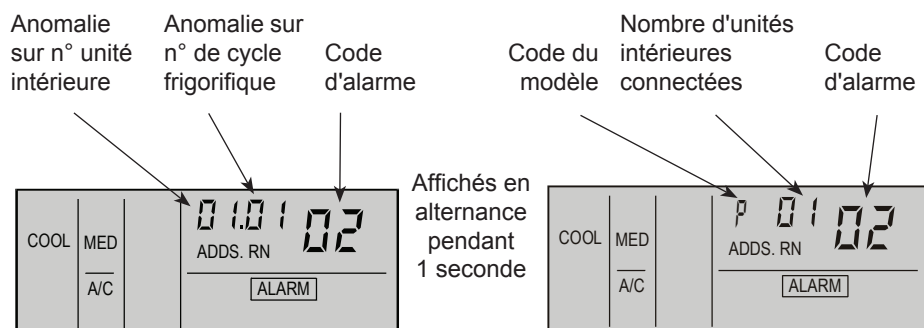 Anomalie
sur n° unité
intérieure
Anomalie sur
n° de cycle
frigorifique
Code
d'alarme
Code du
modèle
Nombre d'unités
intérieures
connectées
Code
d'alarme
COOL
MED
A/C
01.01
02
ADDS. RN
ALARM
Affichés en
alternance
pendant
1 seconde
COOL
MED
A/C
P 01
02
ADDS. RN
ALARM